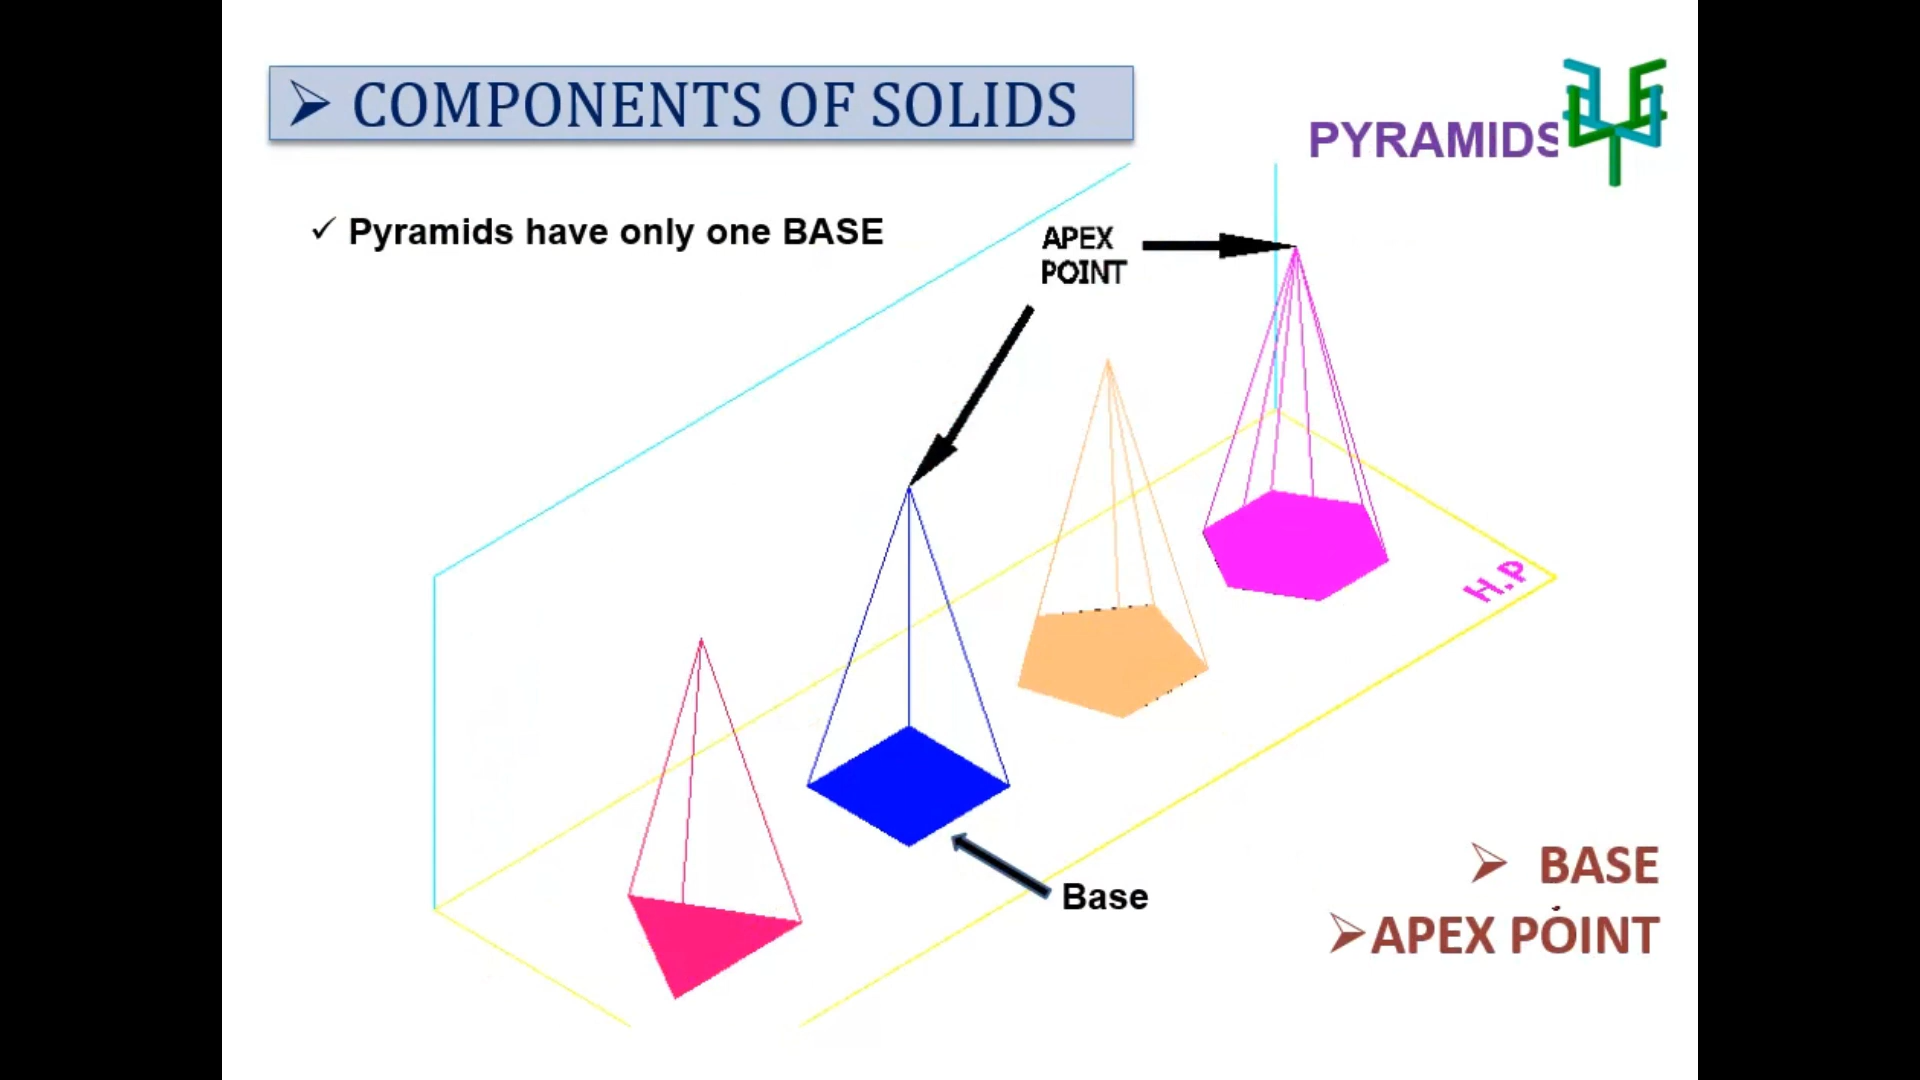 ➢ COMPONENTS OF SOLIDS
PYRAMIDS
✓ Pyramids have only one BASE
APEX
POINT
H.P
Base
➢ BASE
➢ APEX POINT